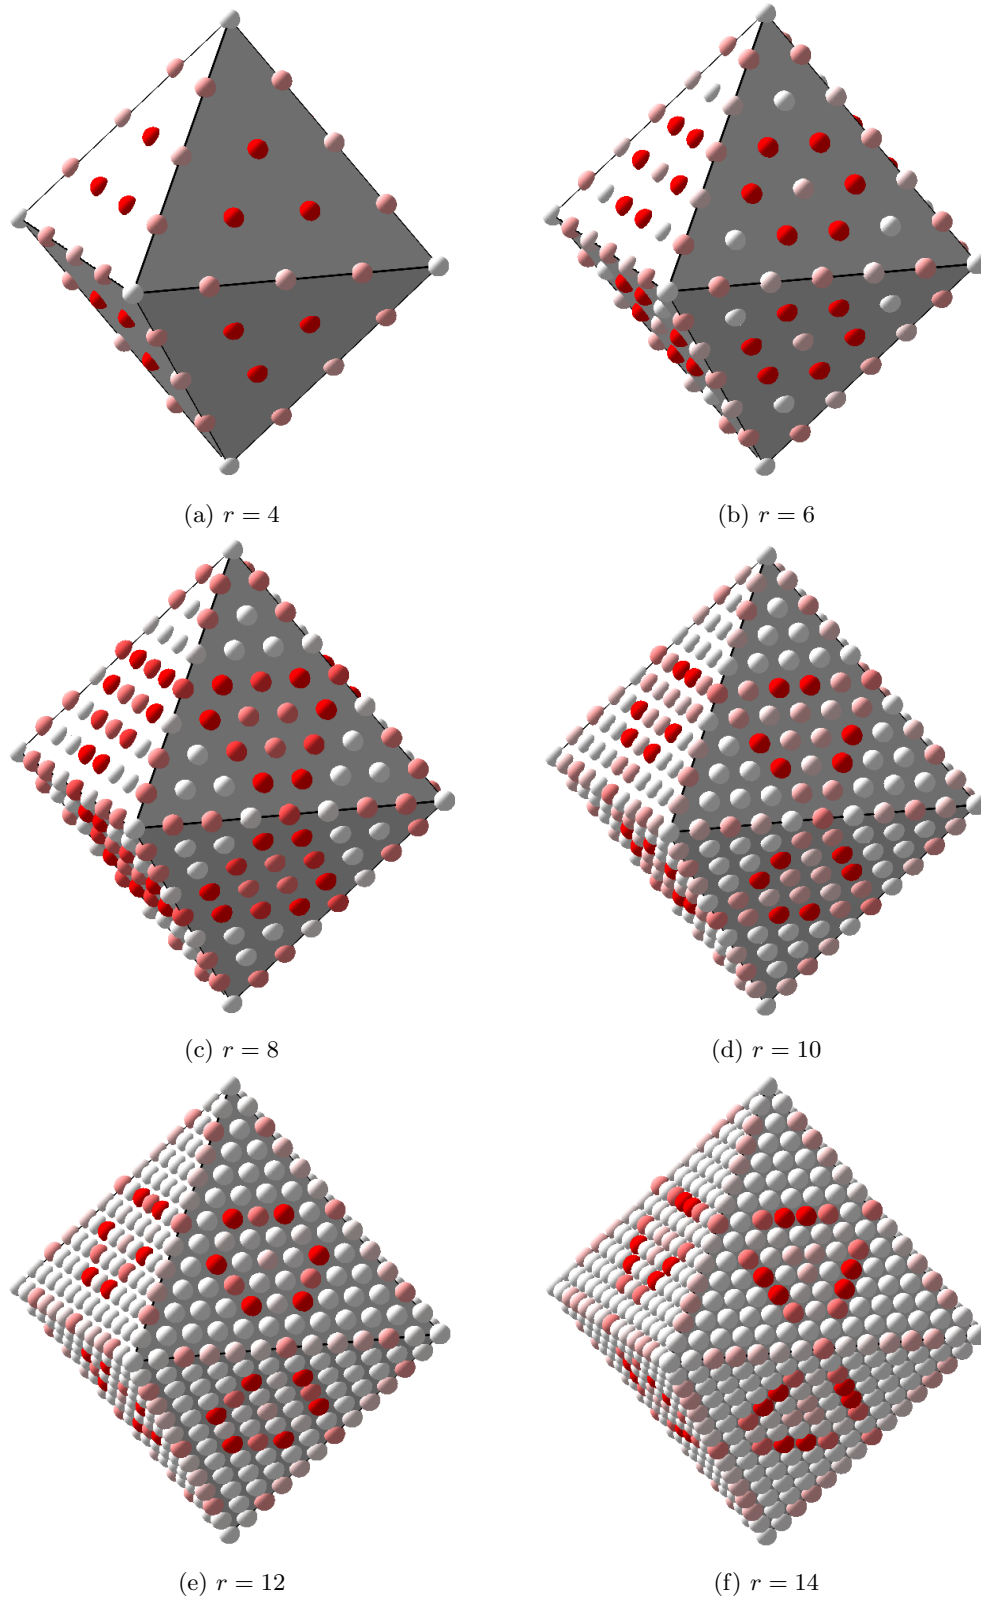 (a) r = 4
(b) r = 6
(c) r = 8
(d) r = 10
(e) r = 12
(f) r = 14